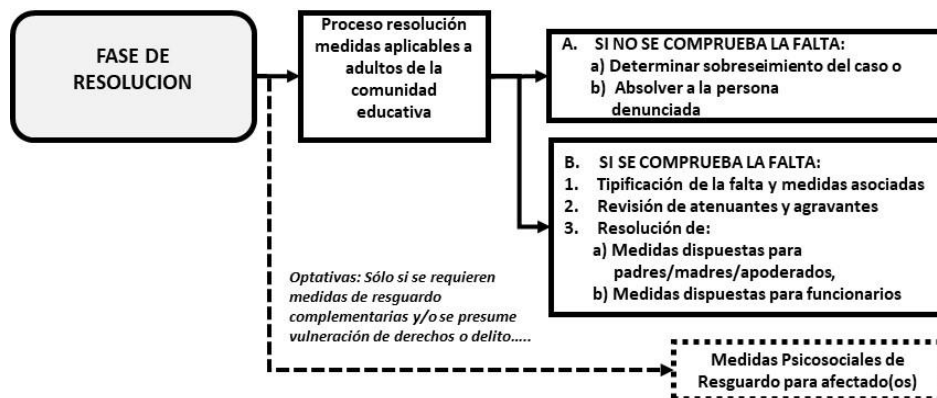 FASE DE
RESOLUCION
Proceso resolución
medidas aplicables a
adultos de la
comunidad
educativa
A. SI NO SE COMPRUEBA LA FALTA:
a) Determinar sobreseimiento del caso o
b) Absolver a la persona
denunciada
B. SI SE COMPRUEBA LA FALTA:
1. Tipificación de la falta y medidas asociadas
2. Revisión de atenuantes y agravantes
3. Resolución de:
a) Medidas dispuestas para
padres/madres/apoderados,
b) Medidas dispuestas para funcionarios
Optativas: Sólo si se requieren
medidas de resguardo
complementarias y/o se presume
vulneración de derechos o delito.....
Medidas Psicosociales de
Resguardo para afectado(os)